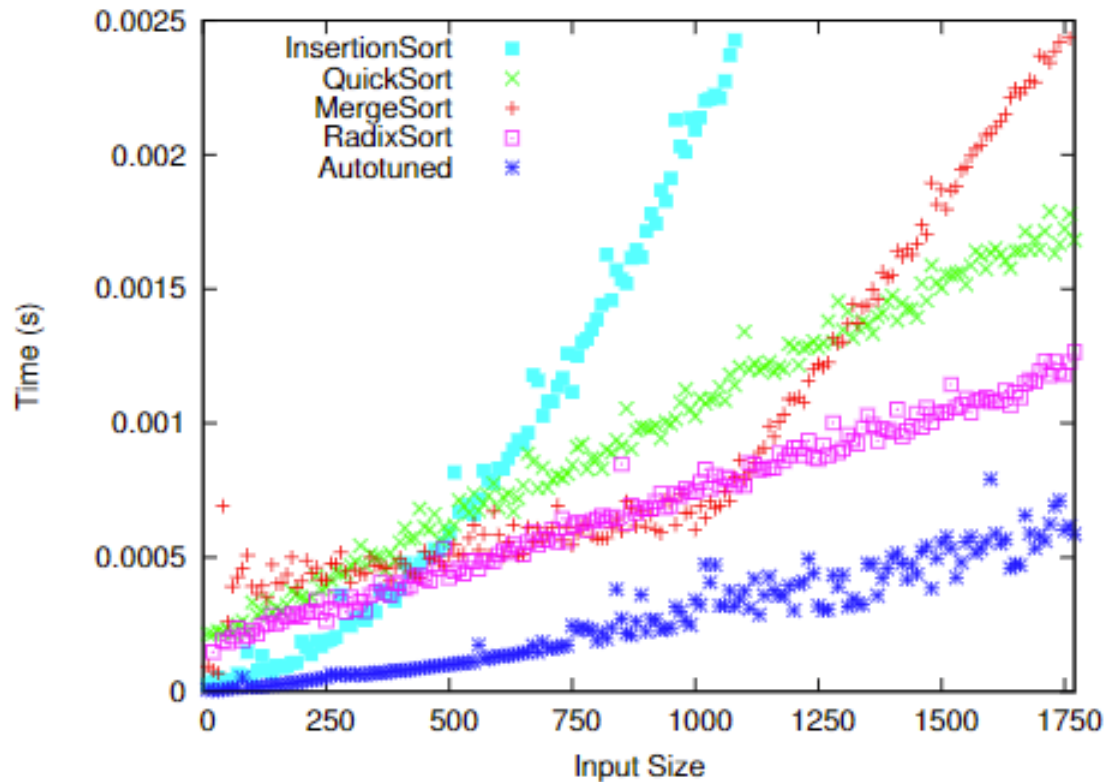 0.0025
InsertionSort
QuickSort
MergeSort
RadixSort
Autotuned
0.002
0.0015
0.001
0.0005
0
Time (s)
0 250 500 750 1000 1250 1500 1750
Input Size